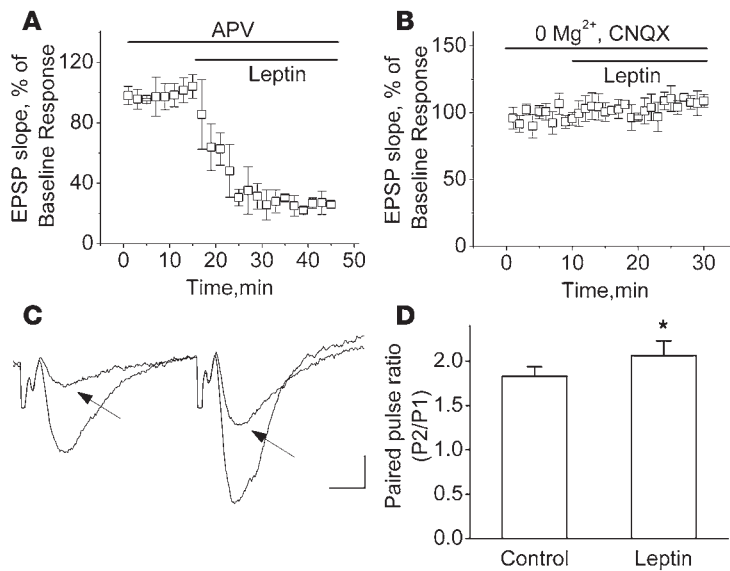 A
APV
Leptin
EPSP slope, % of
Baseline Response
120
80
40
0
0 10 20 30 40 50
Time,min
B
0 Mg²⁺, CNQX
Leptin
EPSP slope, % of
Baseline Response
150
100
50
0
0 10 20 30
Time,min
C
D
*
Paired pulse ratio
(P2/P1)
2.0
1.5
1.0
0.5
0.0
Control Leptin